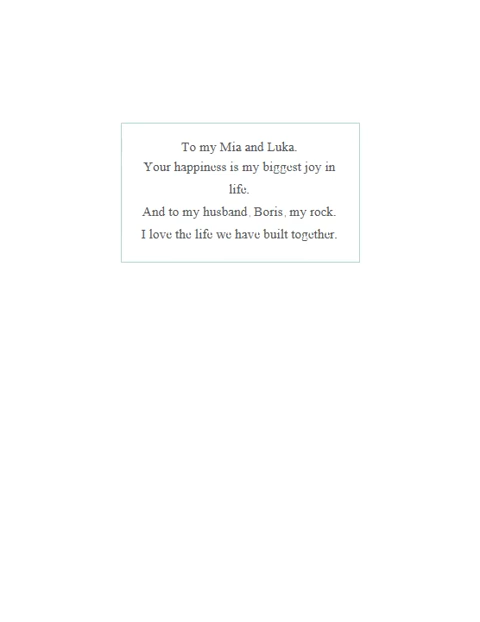 To my Mia and Luka.
Your happiness is my biggest joy in
life.
And to my husband, Boris, my rock.
I love the life we have built together.